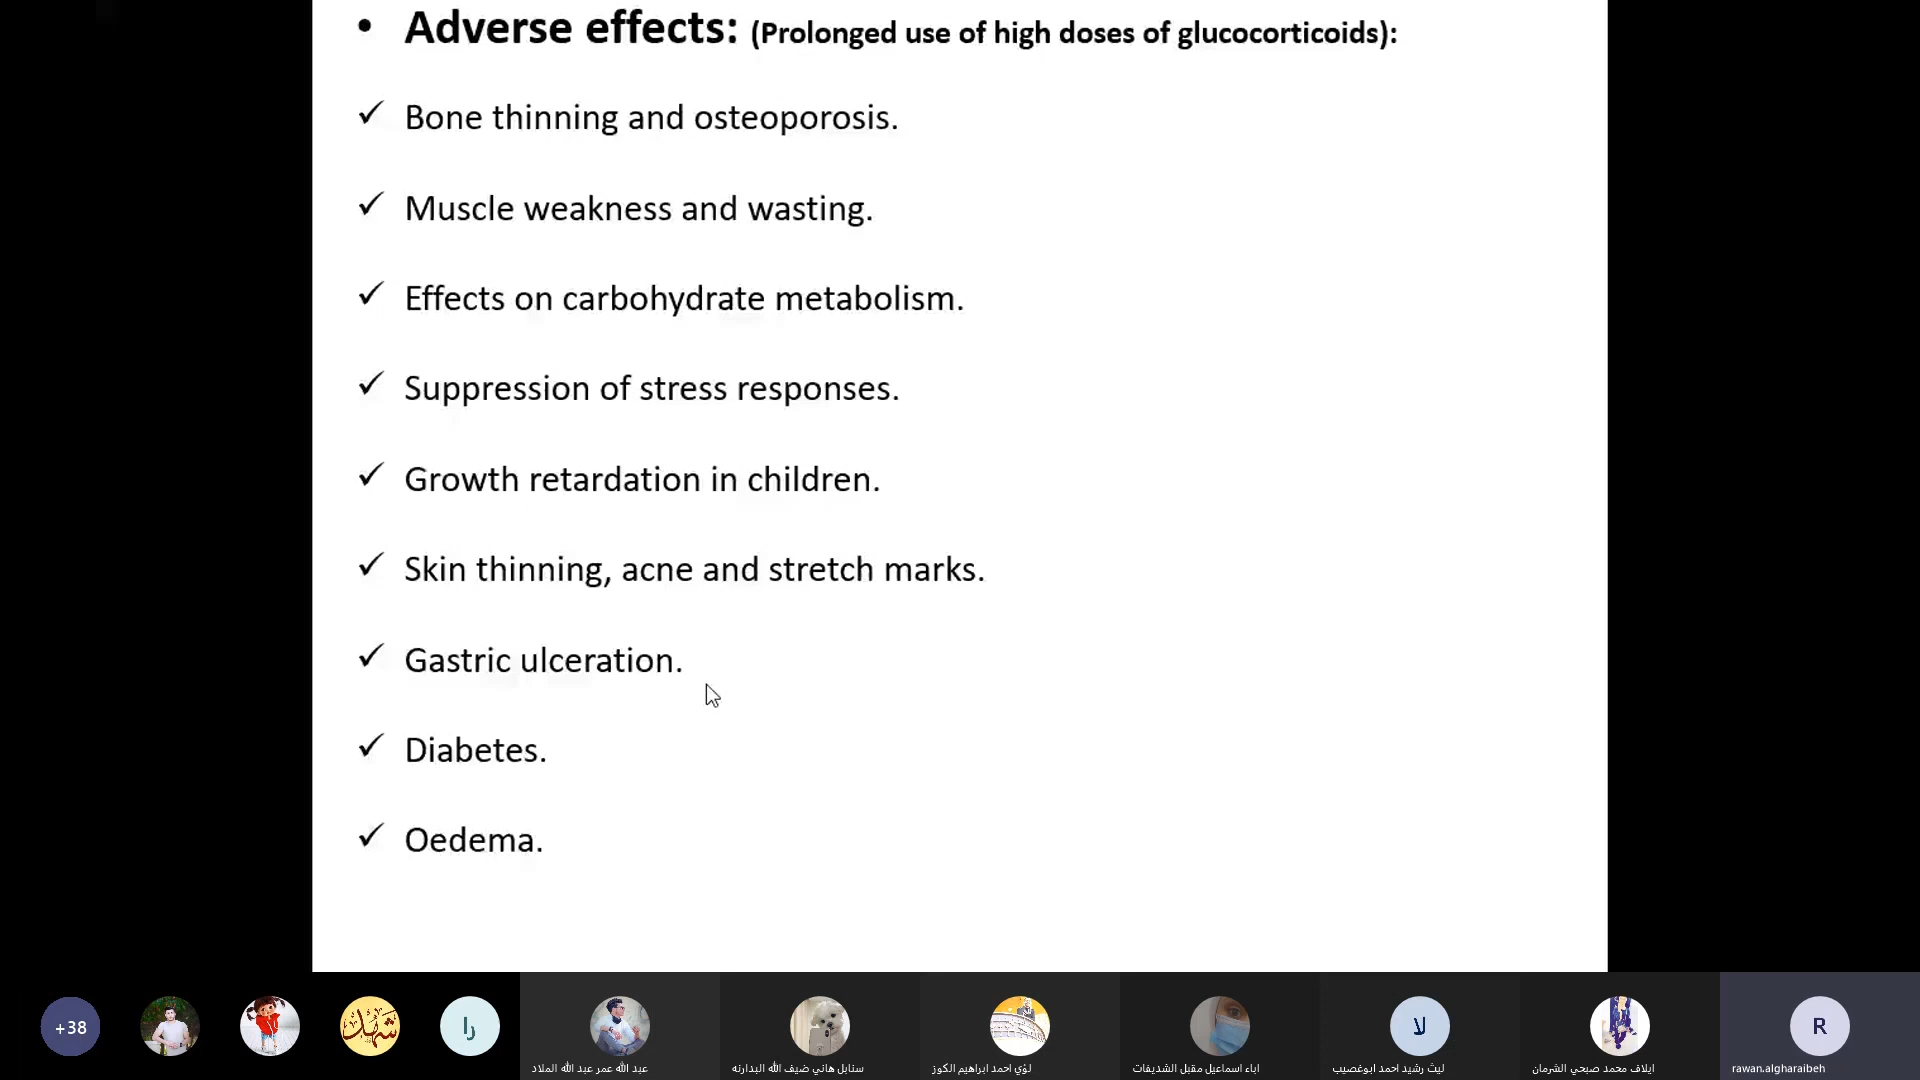 • Adverse effects: (Prolonged use of high doses of glucocorticoids):
✓ Bone thinning and osteoporosis.
✓ Muscle weakness and wasting.
✓ Effects on carbohydrate metabolism.
✓ Suppression of stress responses.
✓ Growth retardation in children.
✓ Skin thinning, acne and stretch marks.
✓ Gastric ulceration.
✓ Diabetes.
✓ Oedema.
+38
شهد
را
لا
R
عبد الله عمر عبد الله الملاد
سنابل هاني ضيف الله البدارنه
لؤي احمد ابراهيم الكوز
اباء اسماعيل مقبل الشديفات
ليث رشيد احمد ابوغصيب
ايلاف محمد صبحي الشرمان
rawan.algharaibeh